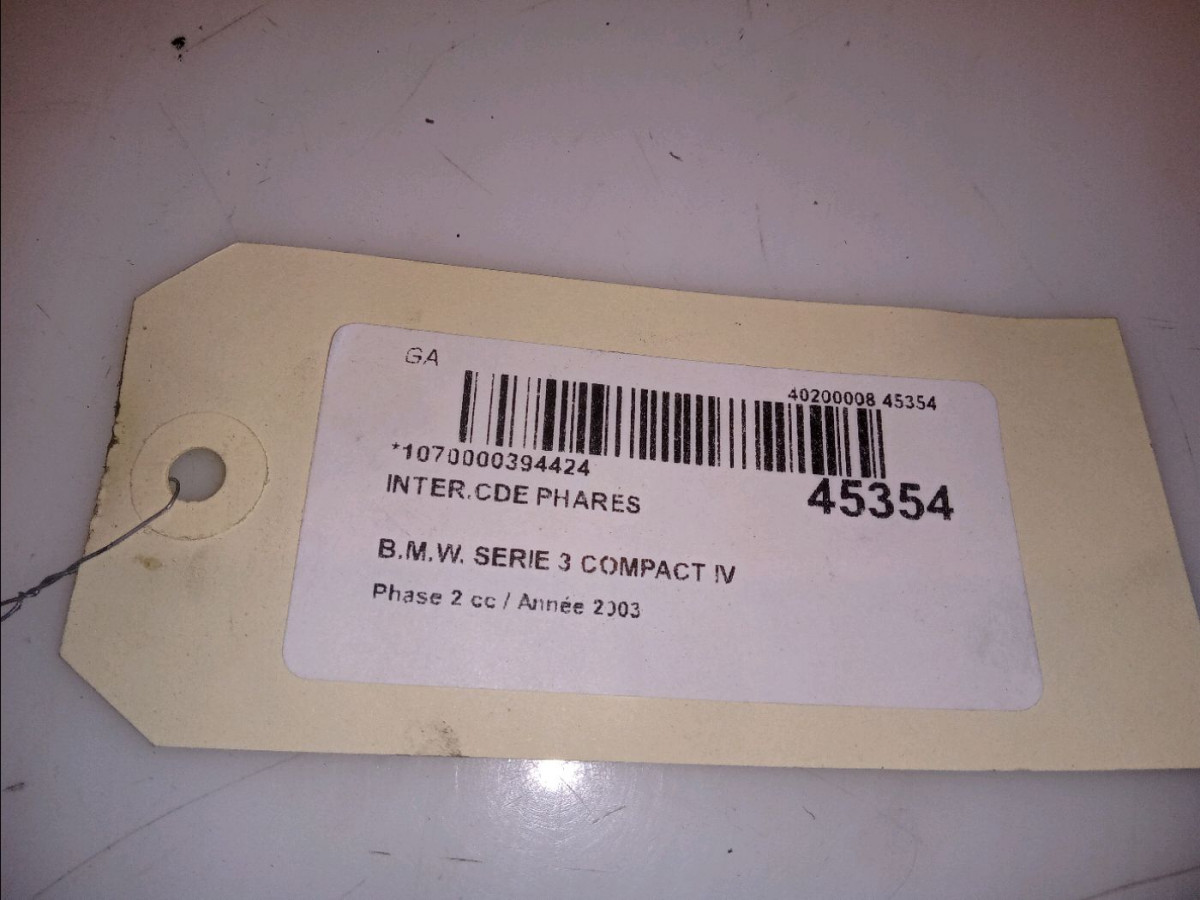 GA
40200008 45354
*1070000394424
INTER.CDE PHARES
45354
B.M.W. SERIE 3 COMPACT IV
Phase 2 cc / Année 2003